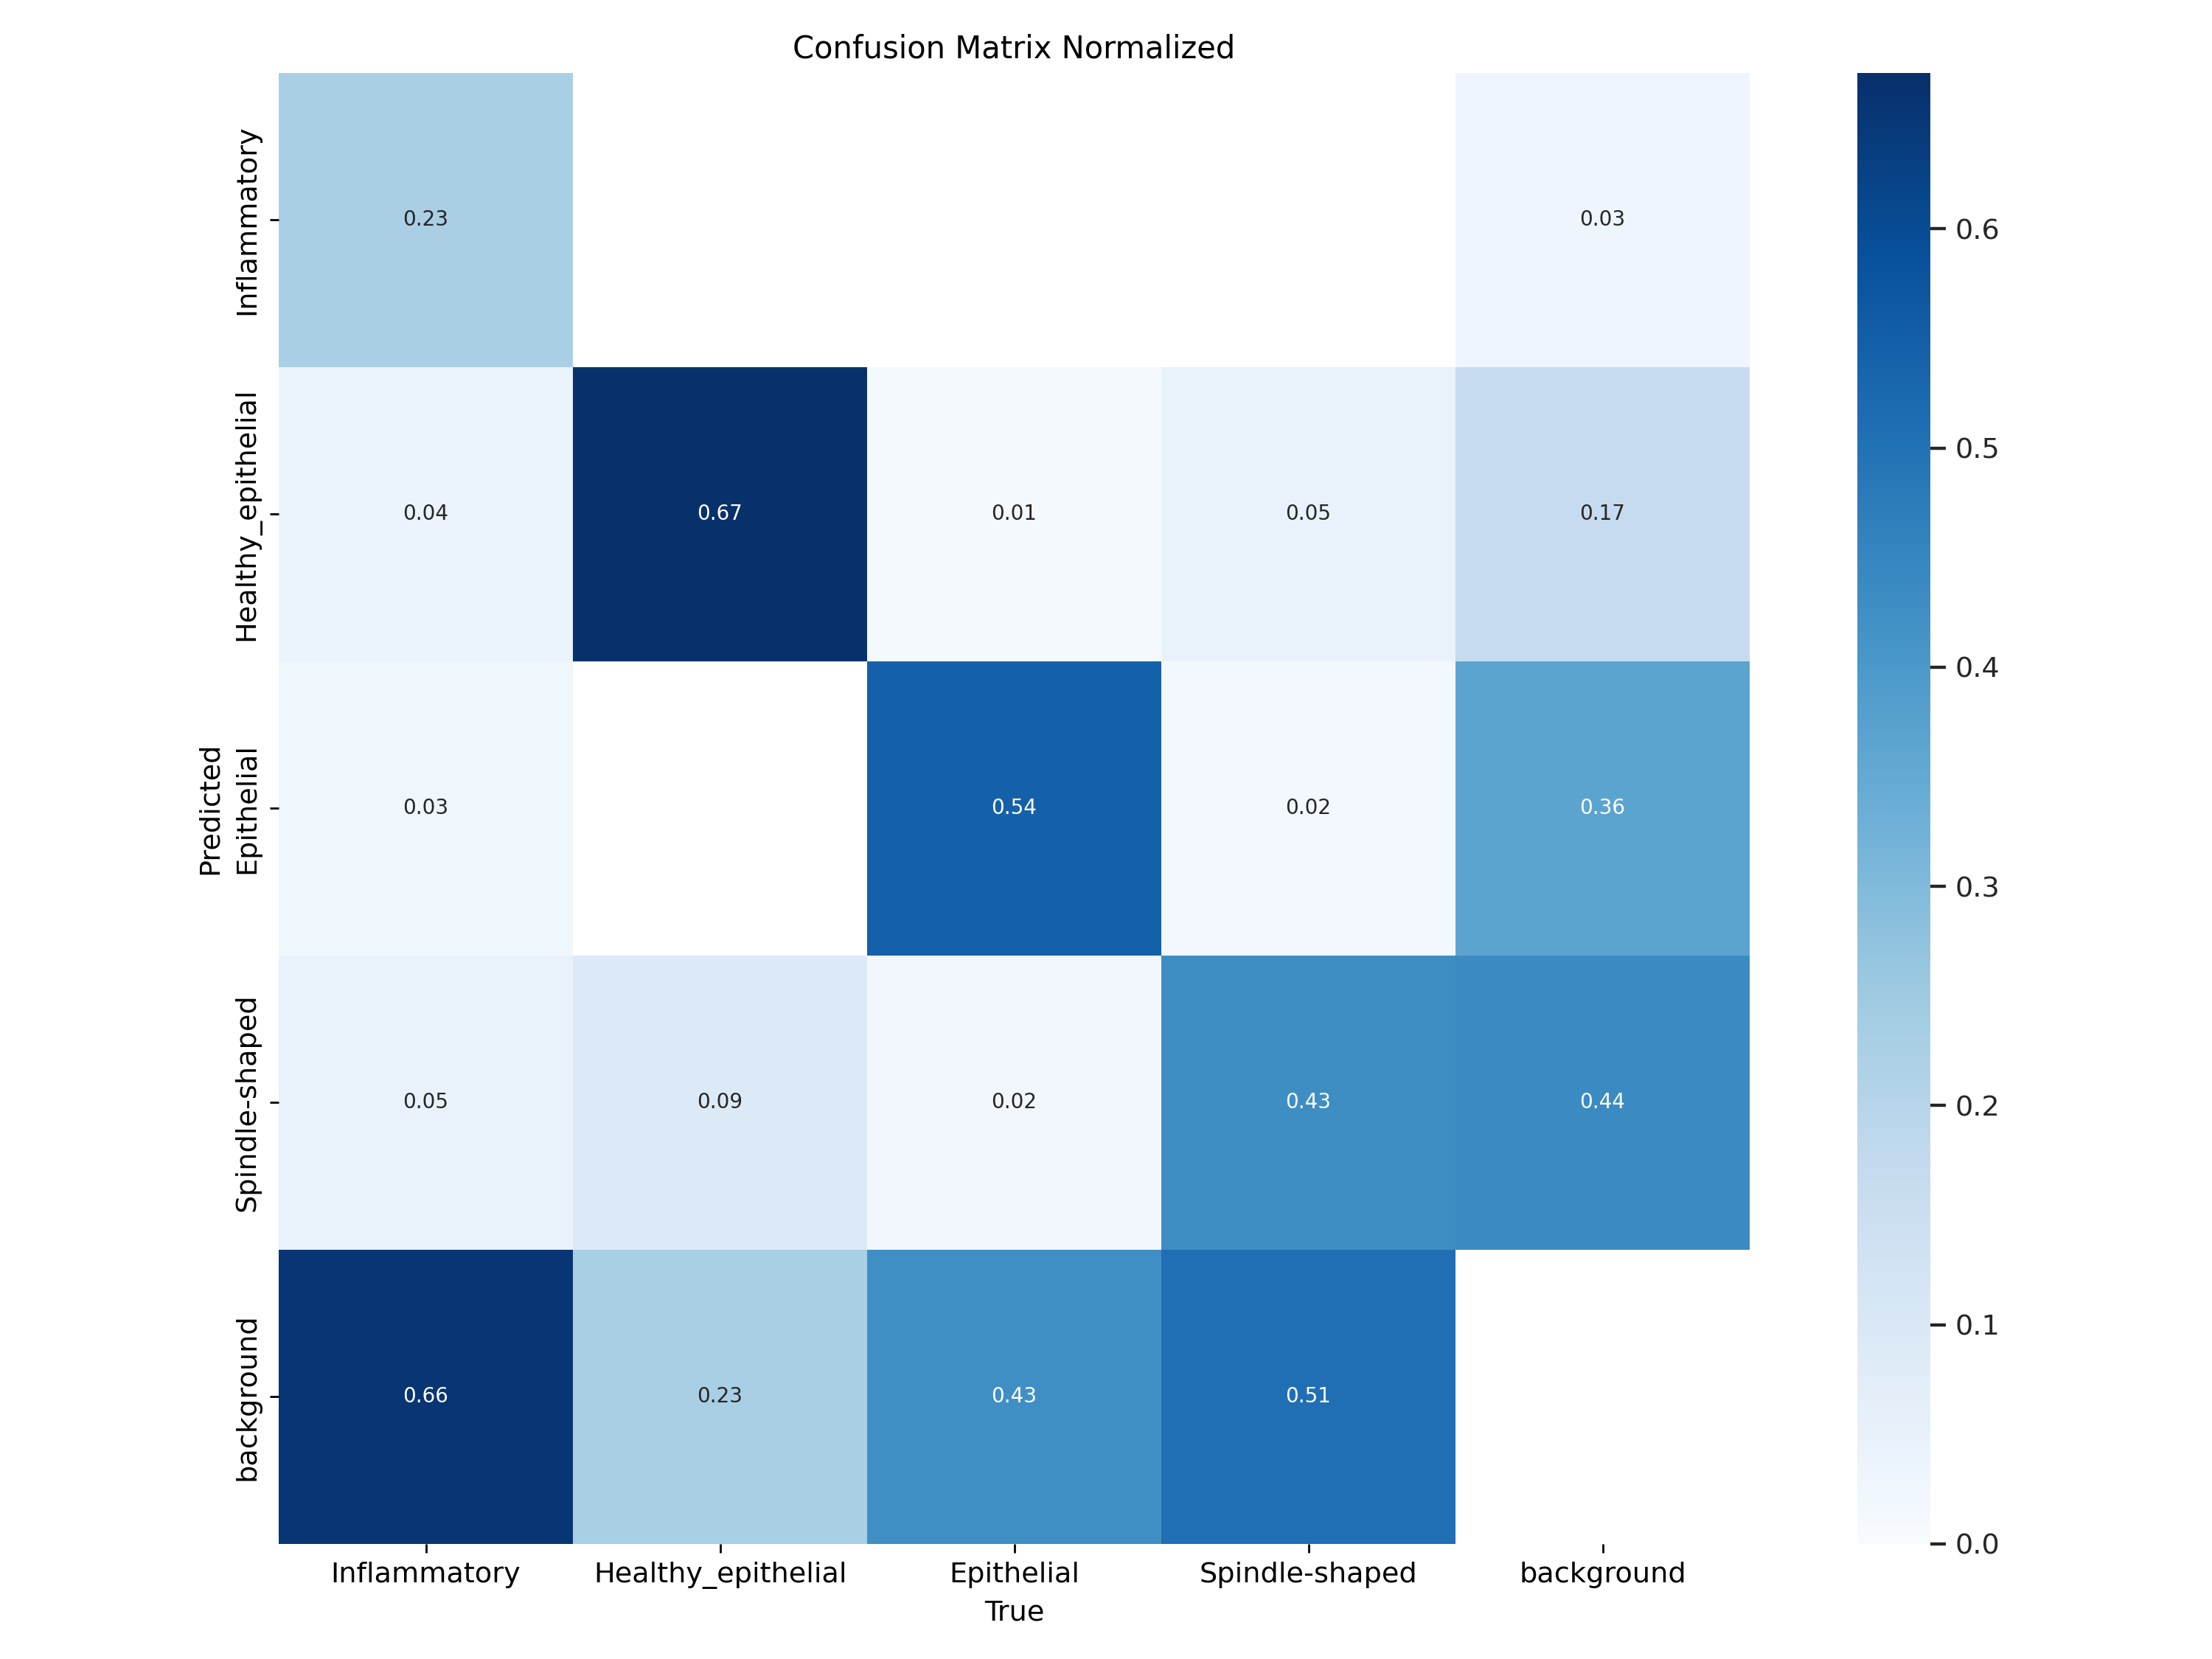 Confusion Matrix Normalized
Inflammatory
0.23
0.03
Healthy_epithelial
0.04
0.67
0.01
0.05
0.17
Predicted
Epithelial
0.03
0.54
0.02
0.36
Spindle-shaped
0.05
0.09
0.02
0.43
0.44
background
0.66
0.23
0.43
0.51
Inflammatory
Healthy_epithelial
Epithelial
Spindle-shaped
background
True
0.6
0.5
0.4
0.3
0.2
0.1
0.0